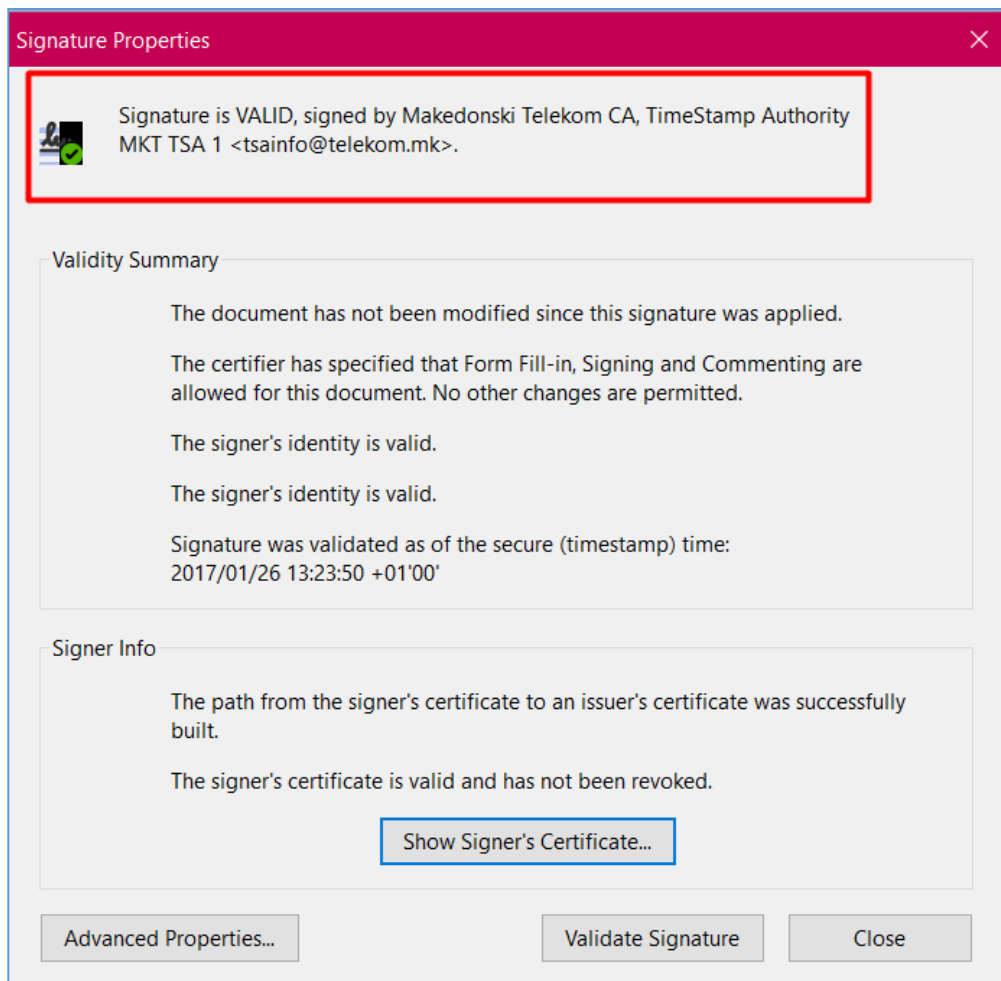 Signature Properties
Signature is VALID, signed by Makedonski Telekom CA, TimeStamp Authority
MKT TSA 1 <tsainfo@telekom.mk>.
Validity Summary
The document has not been modified since this signature was applied.
The certifier has specified that Form Fill-in, Signing and Commenting are
allowed for this document. No other changes are permitted.
The signer's identity is valid.
The signer's identity is valid.
Signature was validated as of the secure (timestamp) time:
2017/01/26 13:23:50 +01'00'
Signer Info
The path from the signer's certificate to an issuer's certificate was successfully
built.
The signer's certificate is valid and has not been revoked.
Show Signer's Certificate...
Advanced Properties... Validate Signature Close